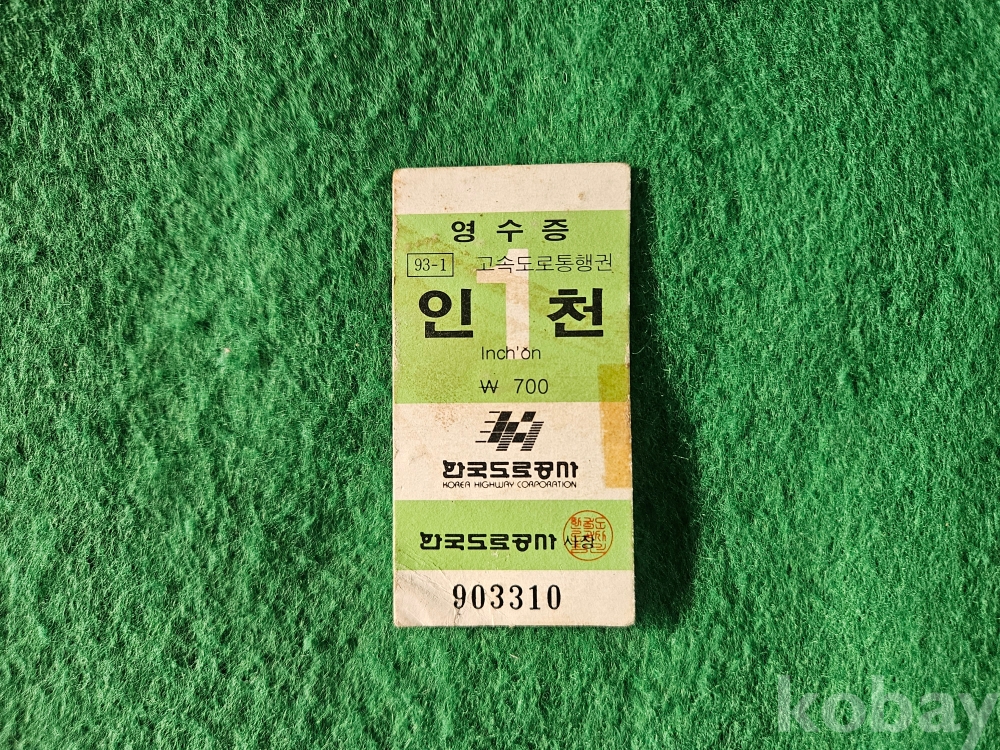 영수증
93-1 고속도로통행권
1
인천
Inch'ŏn
₩ 700
한국도로공사
KOREA HIGHWAY CORPORATION
한국도로공사 사장
903310
kobay